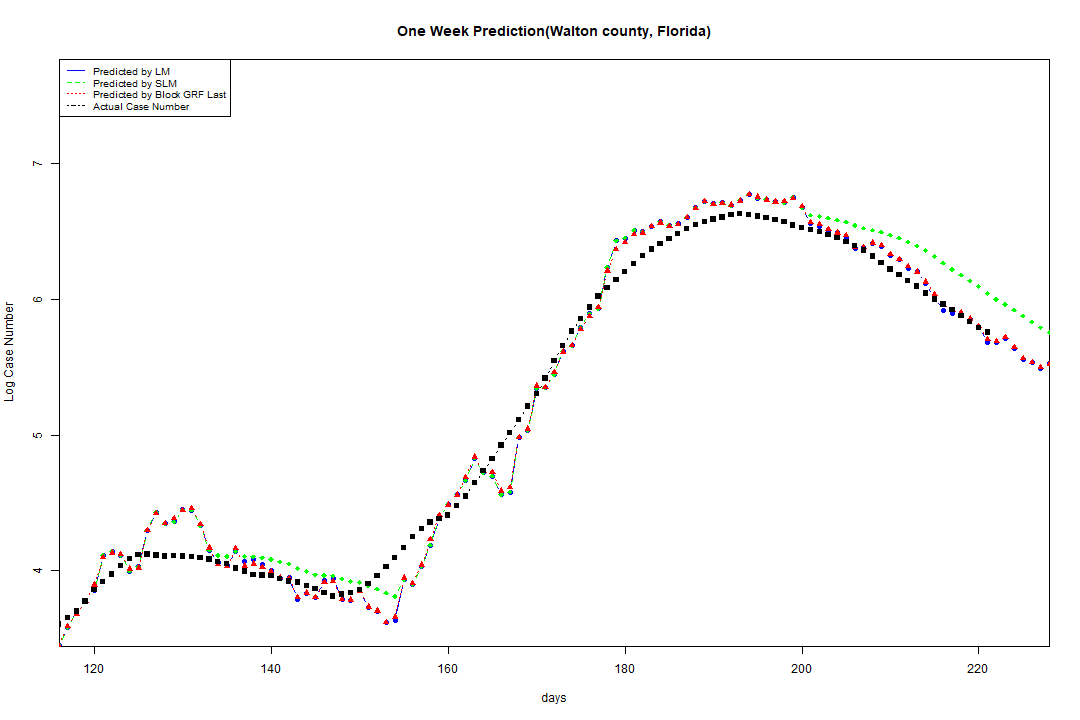 One Week Prediction(Walton county, Florida)
Predicted by LM
Predicted by SLM
Predicted by Block GRF Last
Actual Case Number
7
6
5
4
Log Case Number
120 140 160 180 200 220
days